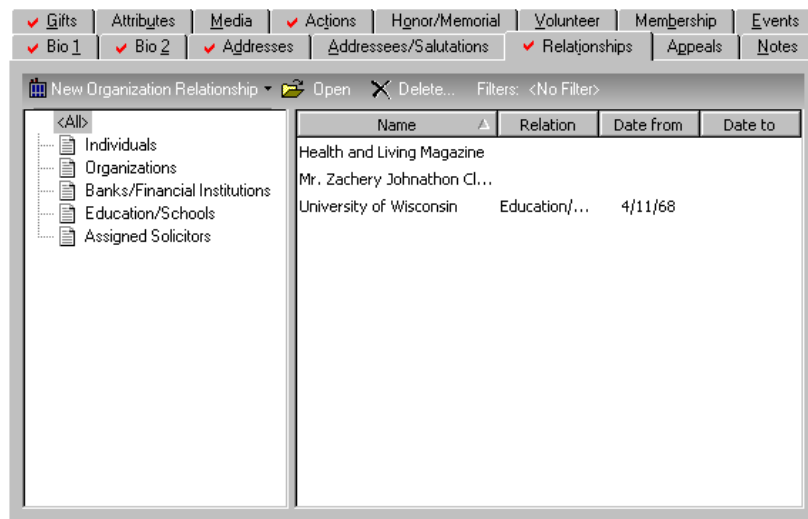 Gifts Attributes Media Actions Honor/Memorial Volunteer Membership Events
Bio 1 Bio 2 Addresses Addressees/Salutations Relationships Appeals Notes
New Organization Relationship Open Delete... Filters: <No Filter>
<All>
Individuals
Organizations
Banks/Financial Institutions
Education/Schools
Assigned Solicitors
Name Relation Date from Date to
Health and Living Magazine
Mr. Zachery Johnathon Cl...
University of Wisconsin Education/... 4/11/68